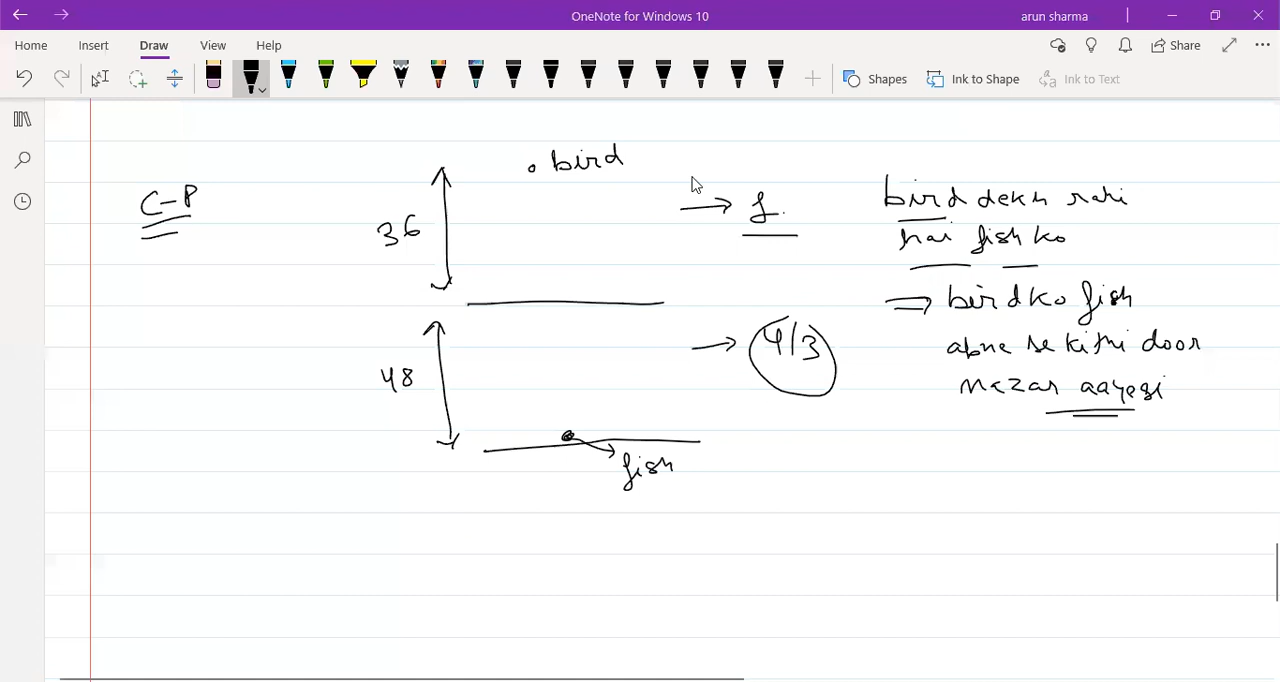 OneNote for Windows 10
arun sharma
Home Insert Draw View Help
Share
Shapes
Ink to Shape
Ink to Text
C-P
36
bird
bird dekh rahi
hai fish ko
⇒ bird ko fish
apne se kitni door
nazar aayegi
48
→ 4/3
fish